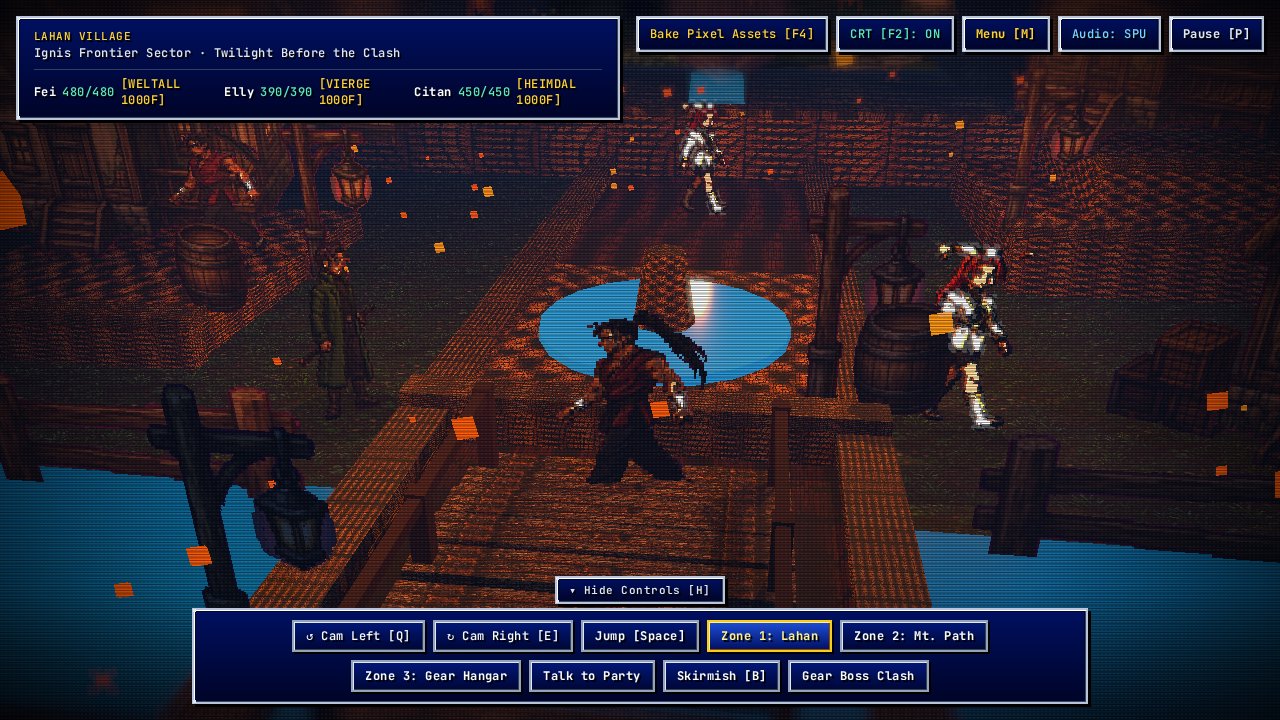 LAHAN VILLAGE
Ignis Frontier Sector · Twilight Before the Clash
Fei 480/480 [WELTALL 1000F] Elly 390/390 [VIERGE 1000F] Citan 450/450 [HEIMDAL 1000F]
Bake Pixel Assets [F4] CRT [F2]: ON Menu [M] Audio: SPU Pause [P]
▾ Hide Controls [H]
↺ Cam Left [Q] ↻ Cam Right [E] Jump [Space] Zone 1: Lahan Zone 2: Mt. Path
Zone 3: Gear Hangar Talk to Party Skirmish [B] Gear Boss Clash